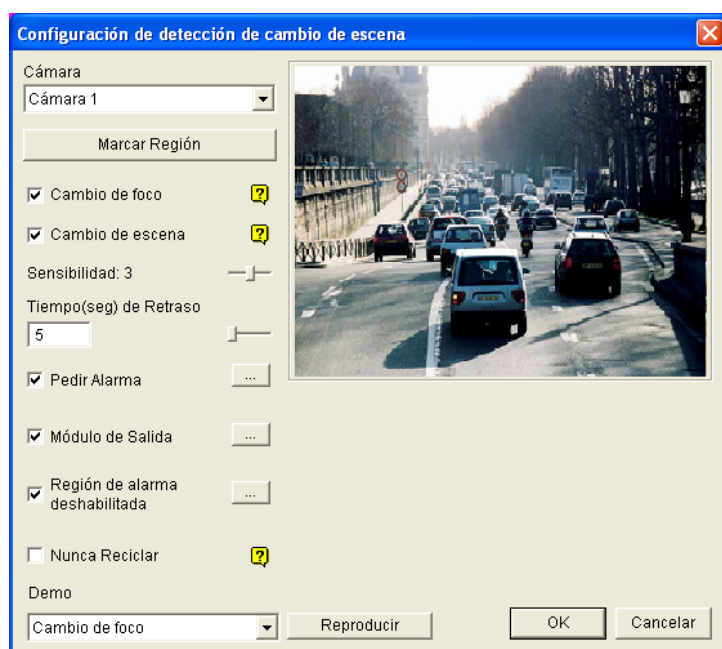 Configuración de detección de cambio de escena
Cámara
Cámara 1
Marcar Región
Cambio de foco
?
Cambio de escena
?
Sensibilidad: 3
Tiempo(seg) de Retraso
5
Pedir Alarma
...
Módulo de Salida
...
Región de alarma
deshabilitada
...
Nunca Reciclar
?
Demo
Cambio de foco
Reproducir
OK
Cancelar